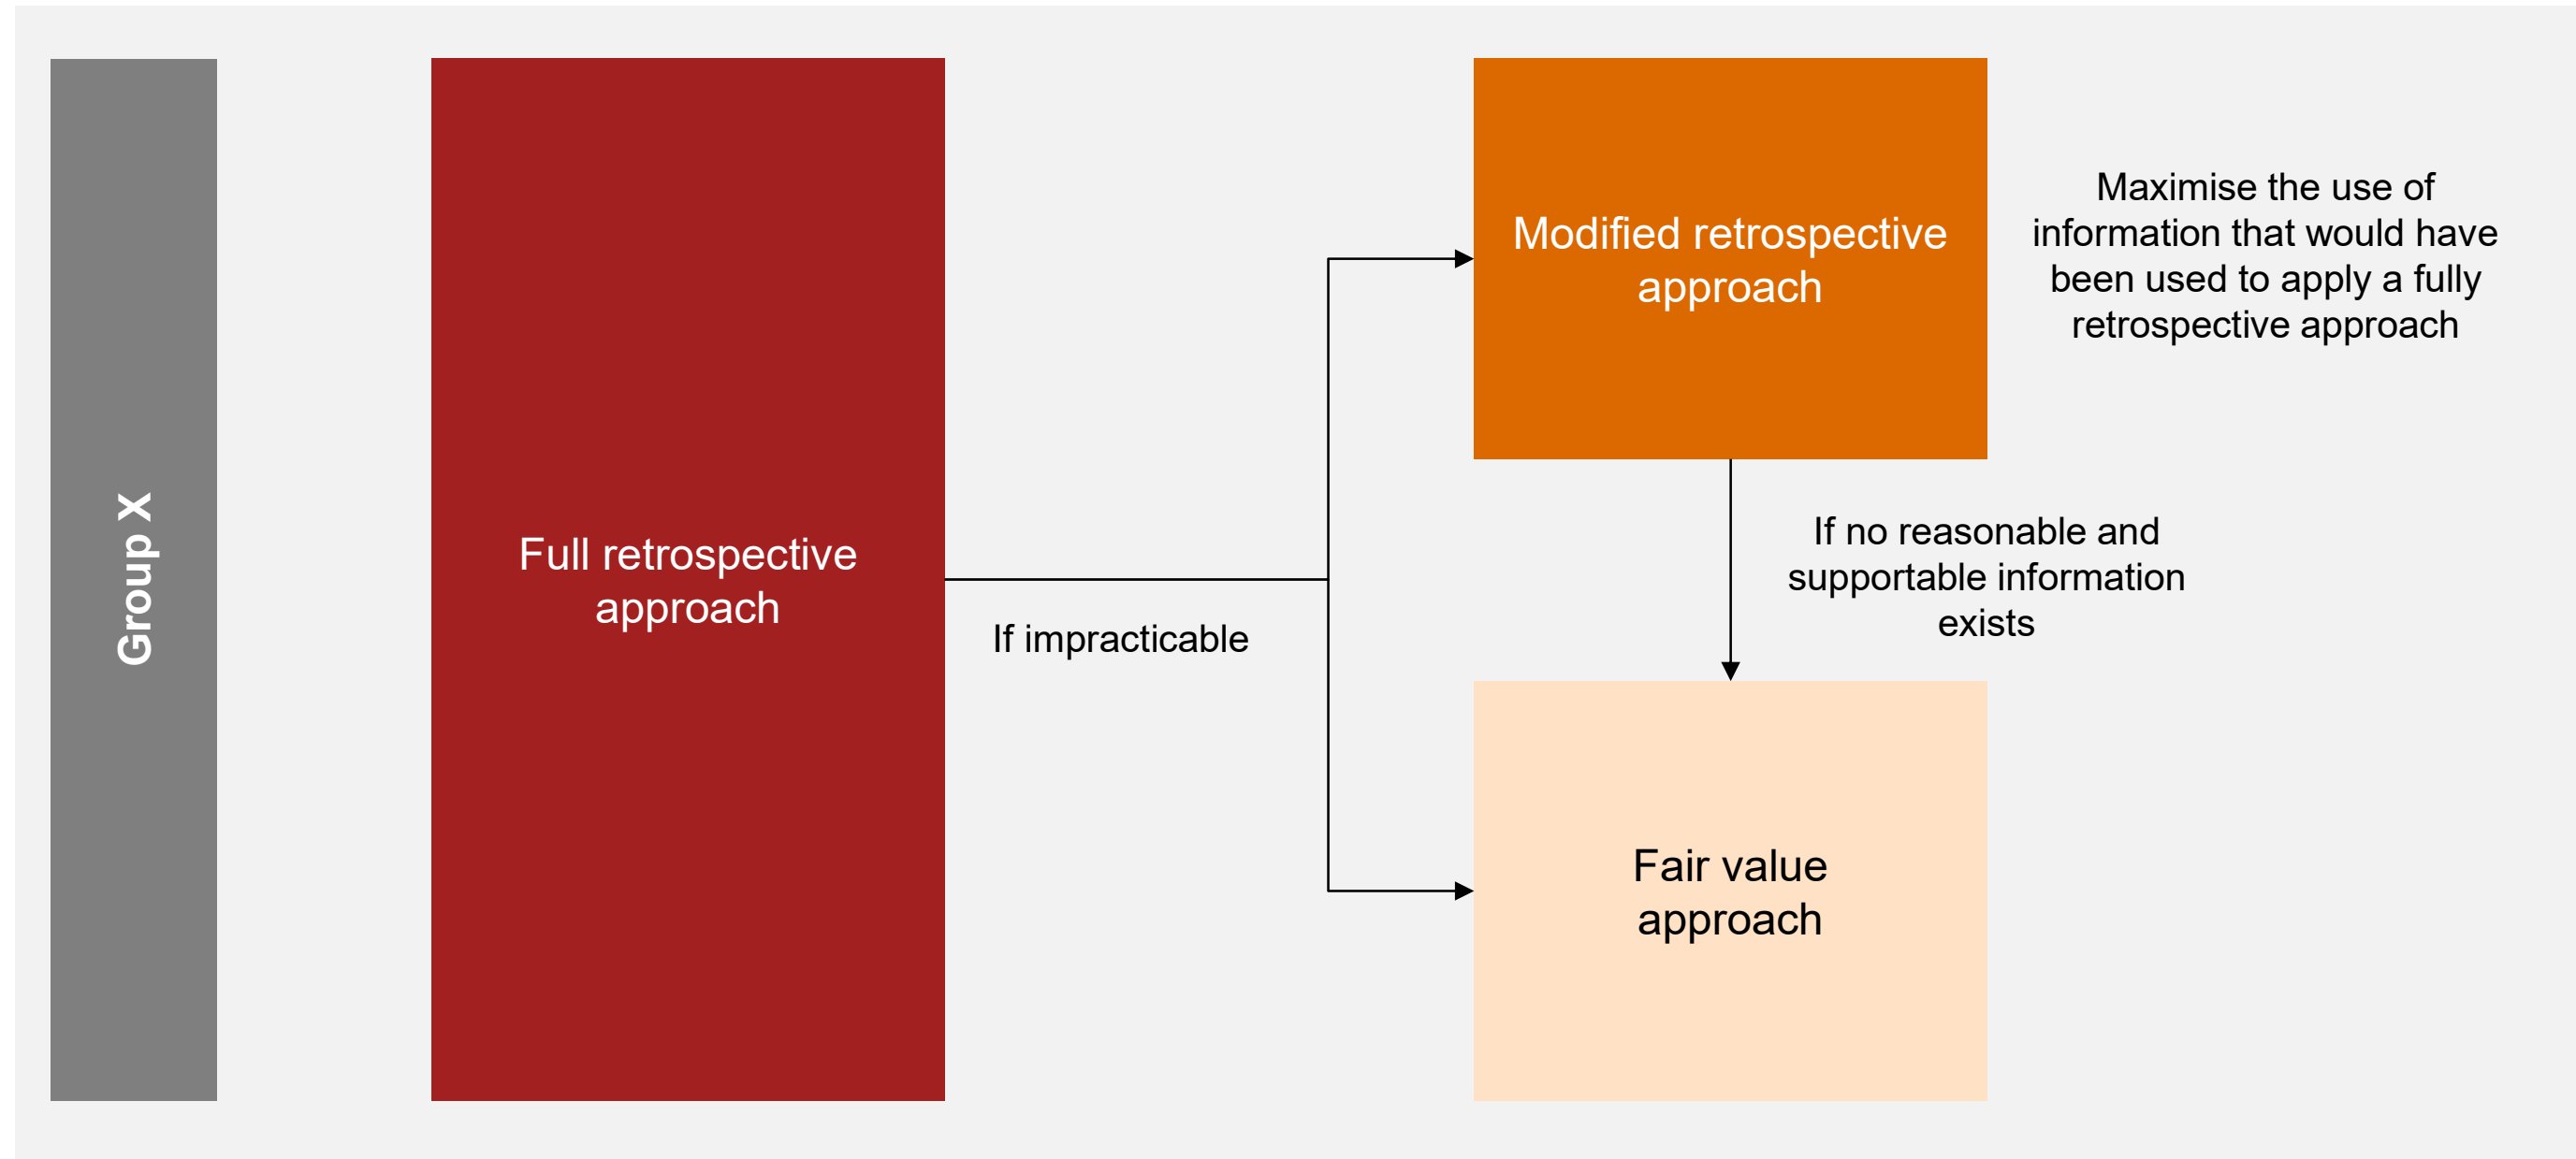 Group X
Full retrospective
approach
If impracticable
Modified retrospective
approach
Maximise the use of
information that would have
been used to apply a fully
retrospective approach
If no reasonable and
supportable information
exists
Fair value
approach